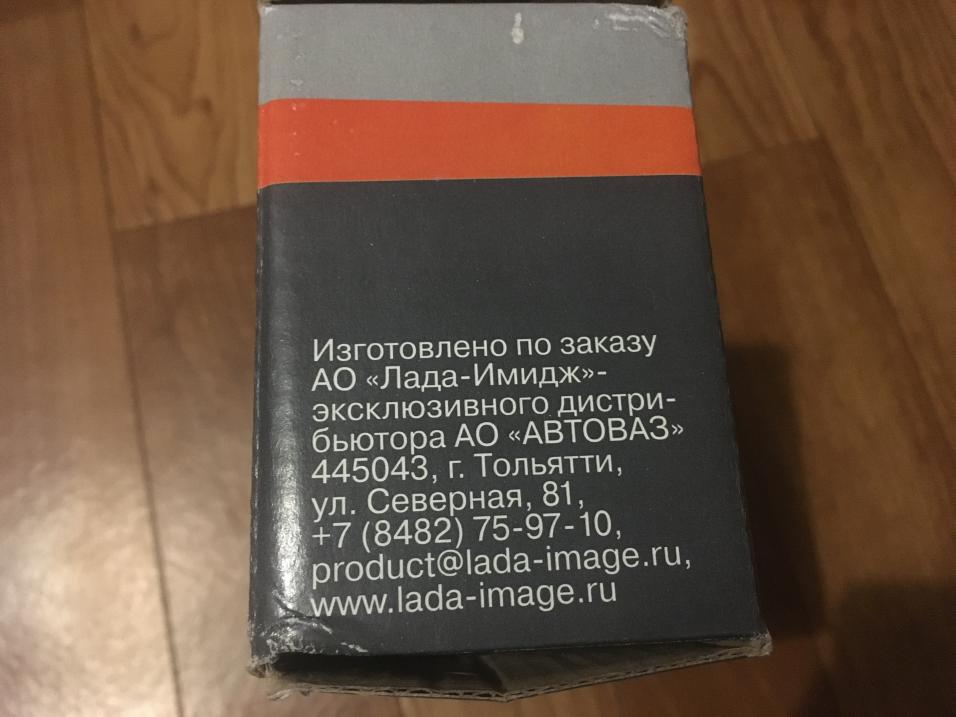 Изготовлено по заказу
АО «Лада-Имидж»-
эксклюзивного дистри-
бьютора АО «АВТОВАЗ»
445043, г. Тольятти,
ул. Северная, 81,
+7 (8482) 75-97-10,
product@lada-image.ru,
www.lada-image.ru